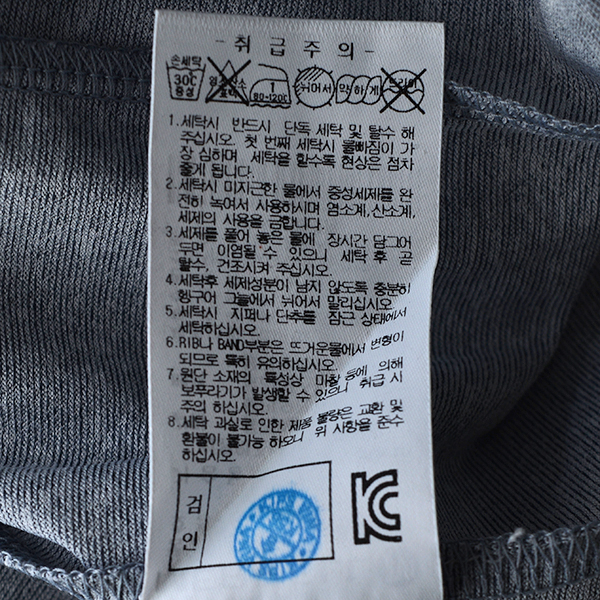 -취급주의-
손세탁
30℃
중성
염소표백
80-120℃
뉘어서
약하게
드라이
1.세탁시 반드시 단독 세탁 및 탈수 해
주십시오. 첫 번째 세탁시 물빠짐이 가
장 심하며, 세탁을 할수록 현상은 점차
줄게 됩니다.
2.세탁시 미지근한 물에서 중성세제를 완
전히 녹여서 사용하시며 염소계,산소계,
세제의 사용을 금합니다.
3.세제를 풀어 놓은 물에 장시간 담그어
두면 이염될 수 있으니 세탁 후 곧
탈수, 건조시켜 주십시오.
4.세탁후 세제성분이 남지 않도록 충분히
헹구어 그늘에서 뉘어서 말리십시오.
5.세탁시 지퍼나 단추를 잠근 상태에서
세탁하십시오.
6.RIB나 BAND부분은 뜨거운물에서 변형이
되므로 특히 유의하십시오.
7.원단 소재의 특성상 마찰 등에 의해
보푸라기가 발생할 수 있으니 취급 시
주의 하십시오.
8.세탁 과실로 인한 제품 불량은 교환 및
환불이 불가능 하오니 위 사항을 준수
하십시오.
검
인
KC